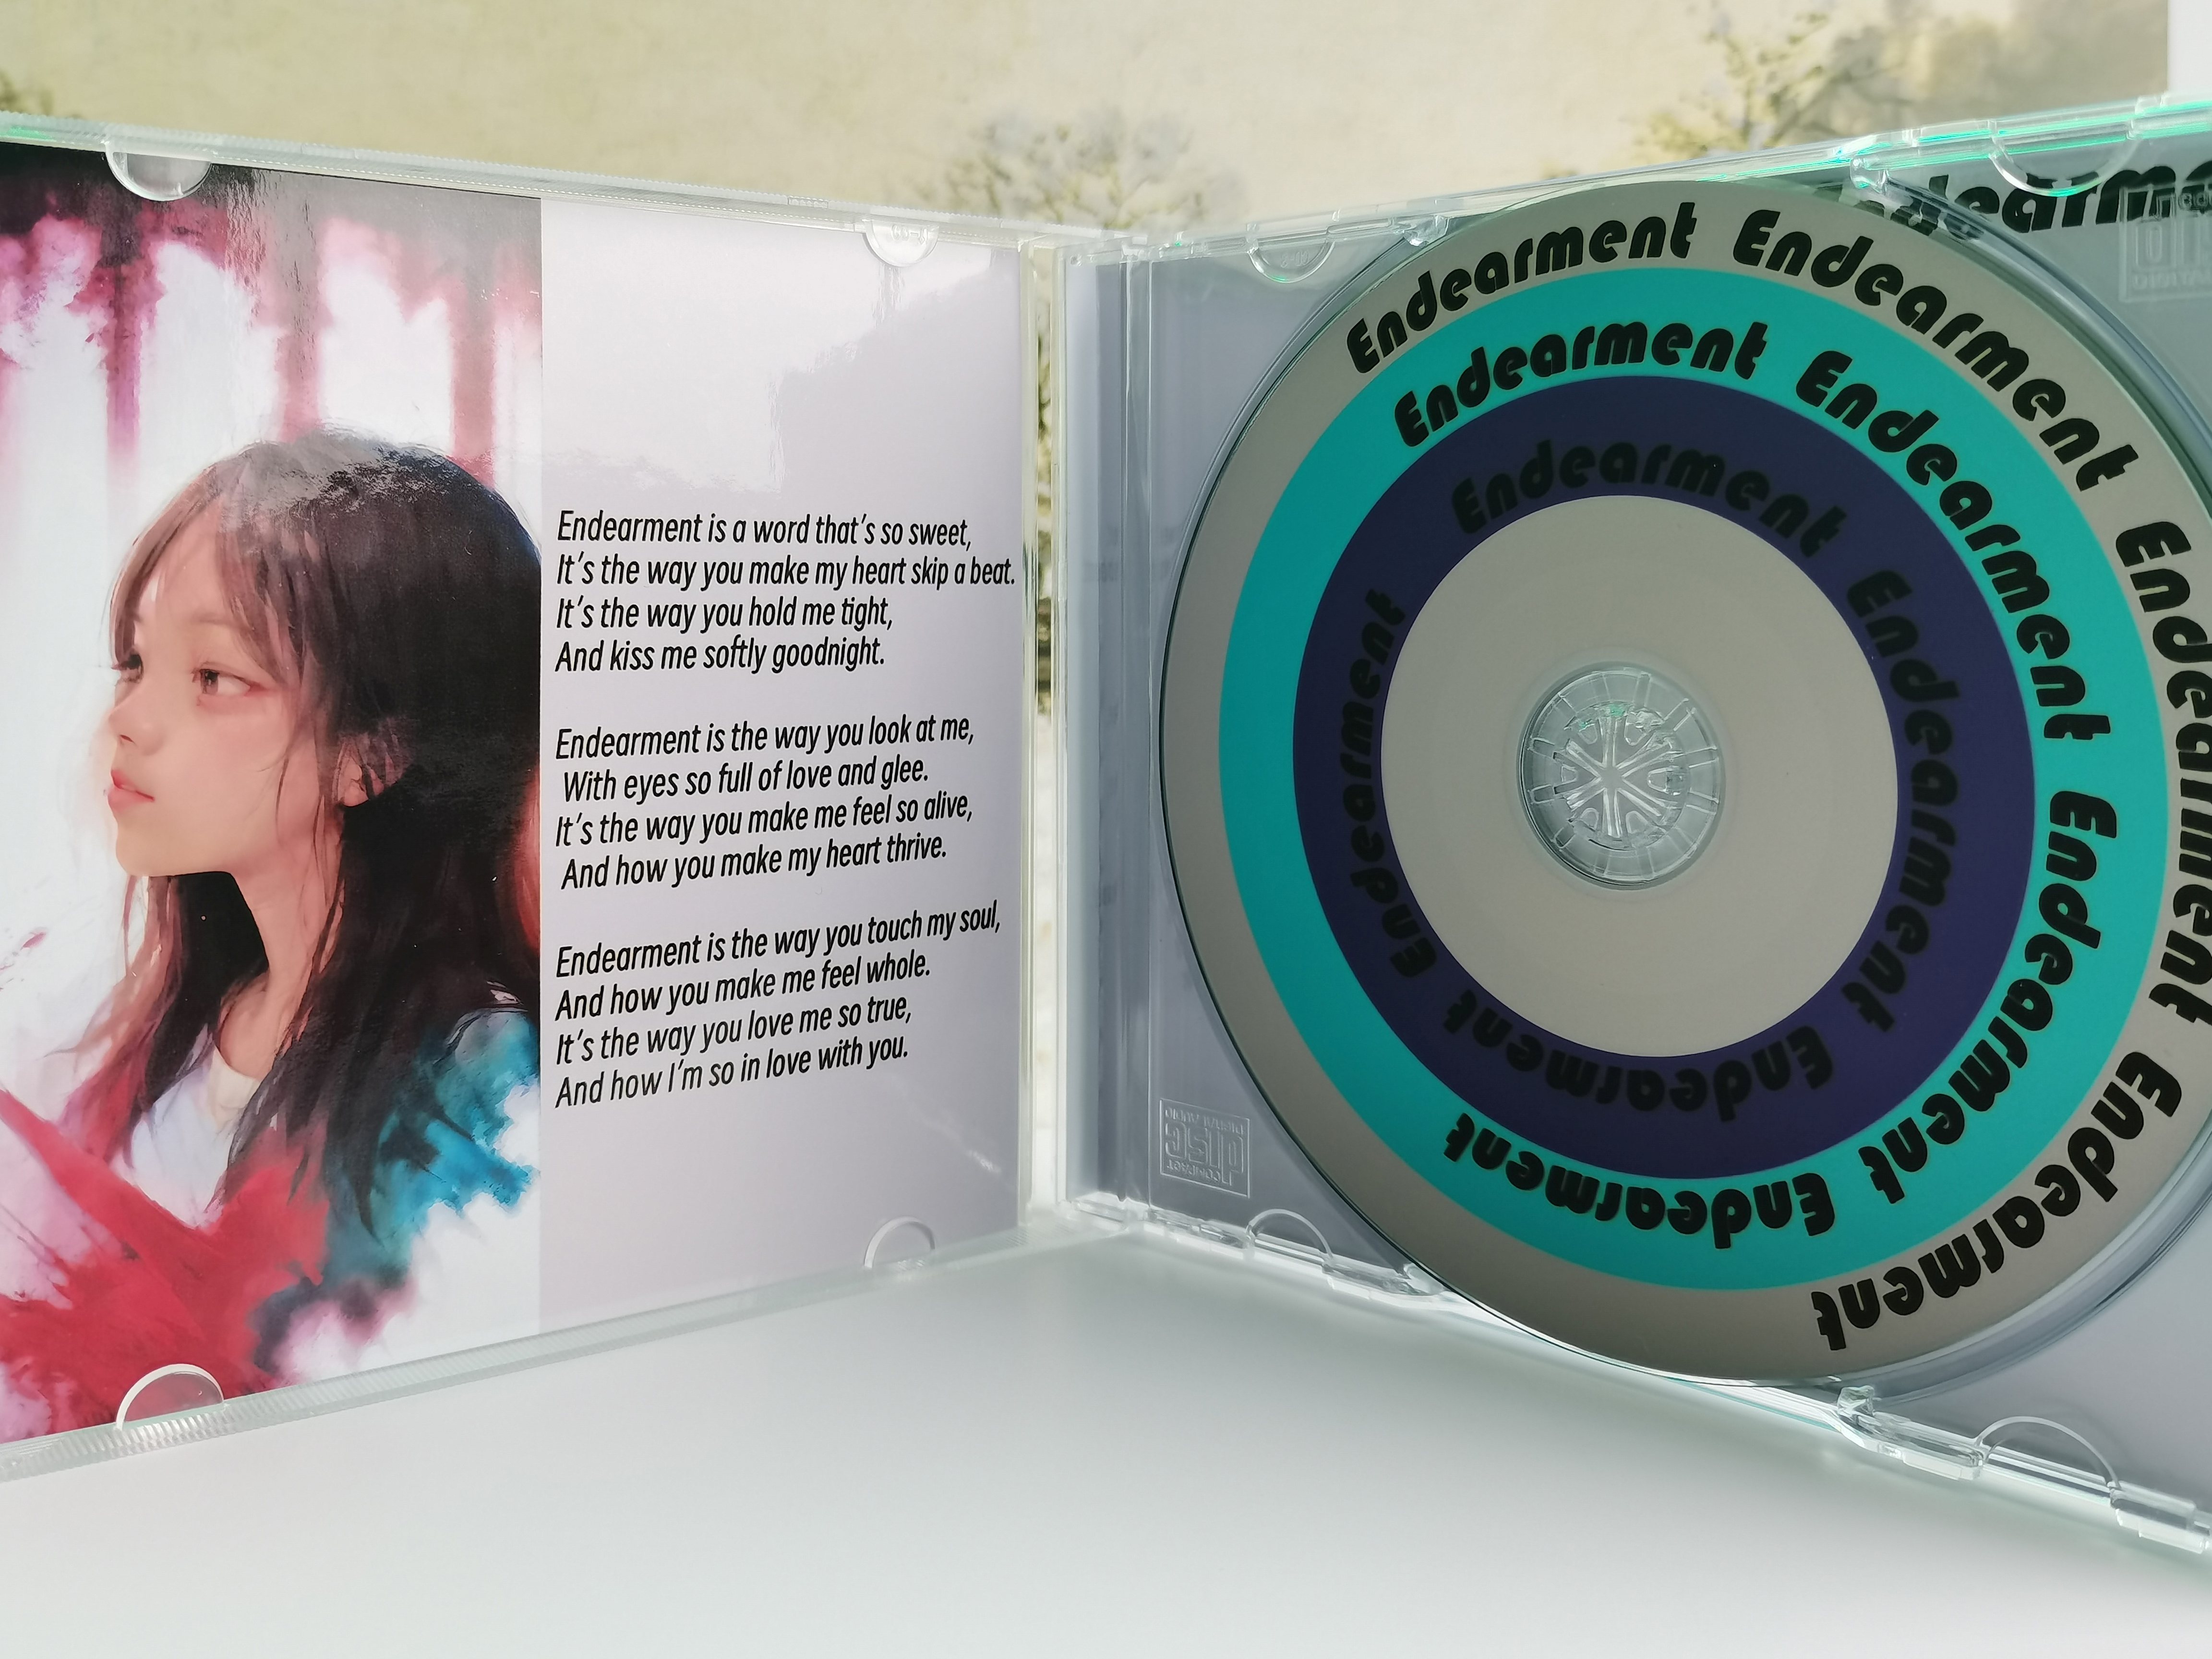 Endearment is a word that's so sweet,
It's the way you make my heart skip a beat.
It's the way you hold me tight,
And kiss me softly goodnight.
Endearment is the way you look at me,
With eyes so full of love and glee.
It's the way you make me feel so alive,
And how you make my heart thrive.
Endearment is the way you touch my soul,
And how you make me feel whole.
It's the way you love me so true,
And how I'm so in love with you.
Endearment Endearment Endearment Endearment
Endearment Endearment Endearment Endearment
Endearment Endearment Endearment Endearment
COMPACT
disc
DIGITAL AUDIO